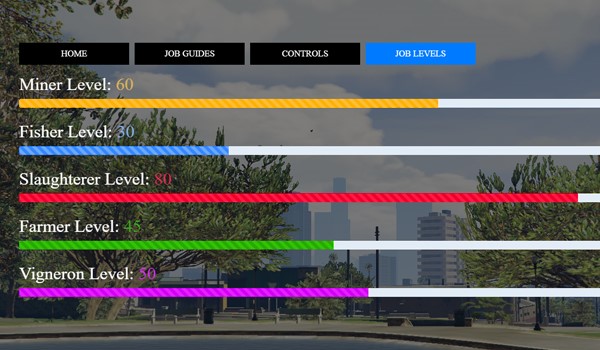 HOME JOB GUIDES CONTROLS JOB LEVELS
Miner Level: 60
Fisher Level: 30
Slaughterer Level: 80
Farmer Level: 45
Vigneron Level: 50